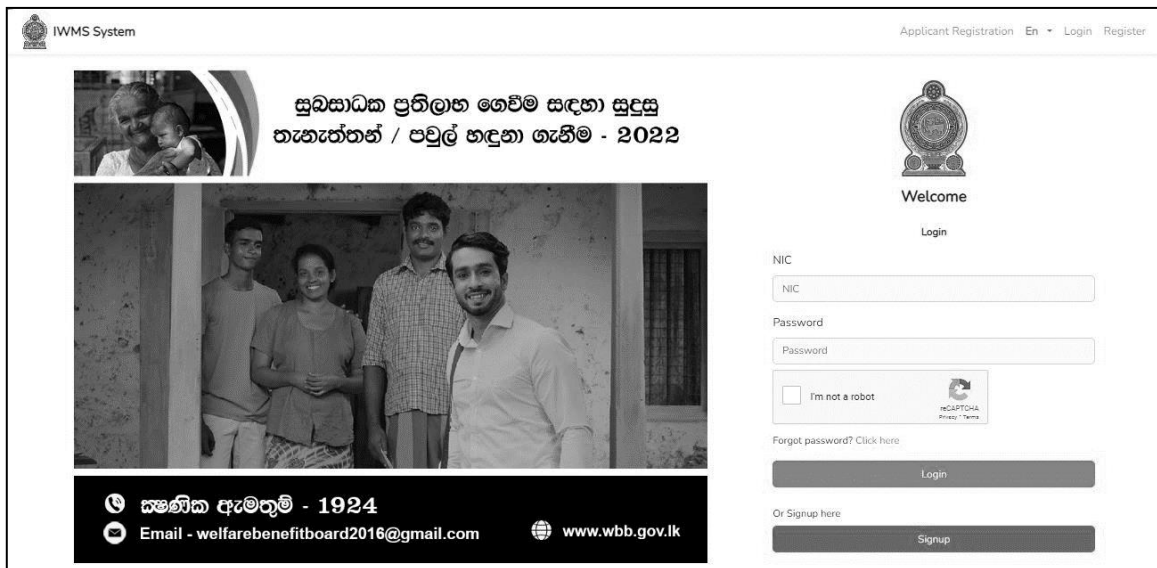 IWMS System
Applicant Registration En Login Register
සුබසාධක ප්‍රතිලාභ ගෙවීම සඳහා සුදුසු
තැනැත්තන් / පවුල් හඳුනා ගැනීම - 2022
ක්ෂණික ඇමතුම් - 1924
Email - welfarebenefitboard2016@gmail.com
www.wbb.gov.lk
Welcome
Login
NIC
NIC
Password
Password
I'm not a robot
reCAPTCHA
Privacy - Terms
Forgot password? Click here
Login
Or Signup here
Signup